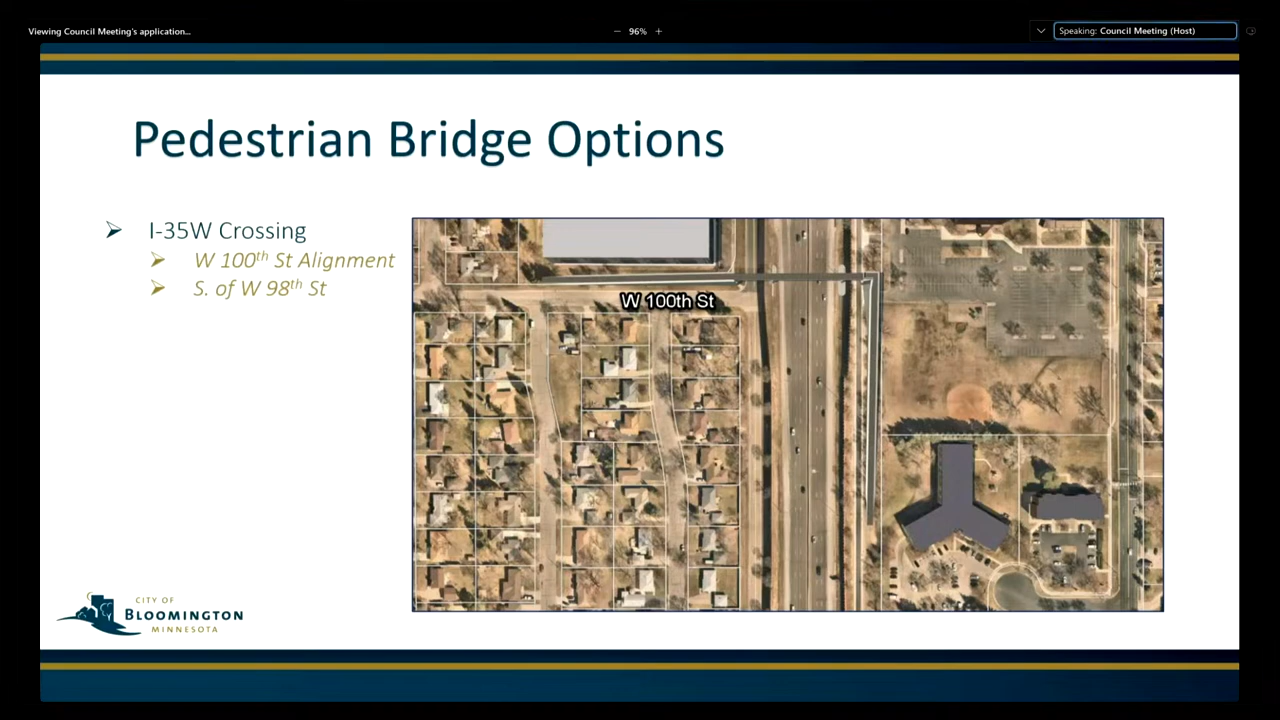 Viewing Council Meeting's application...
− 96% +
Speaking: Council Meeting (Host)
Pedestrian Bridge Options
I-35W Crossing
W 100th St Alignment
S. of W 98th St
W 100th St
CITY OF
BLOOMINGTON
MINNESOTA